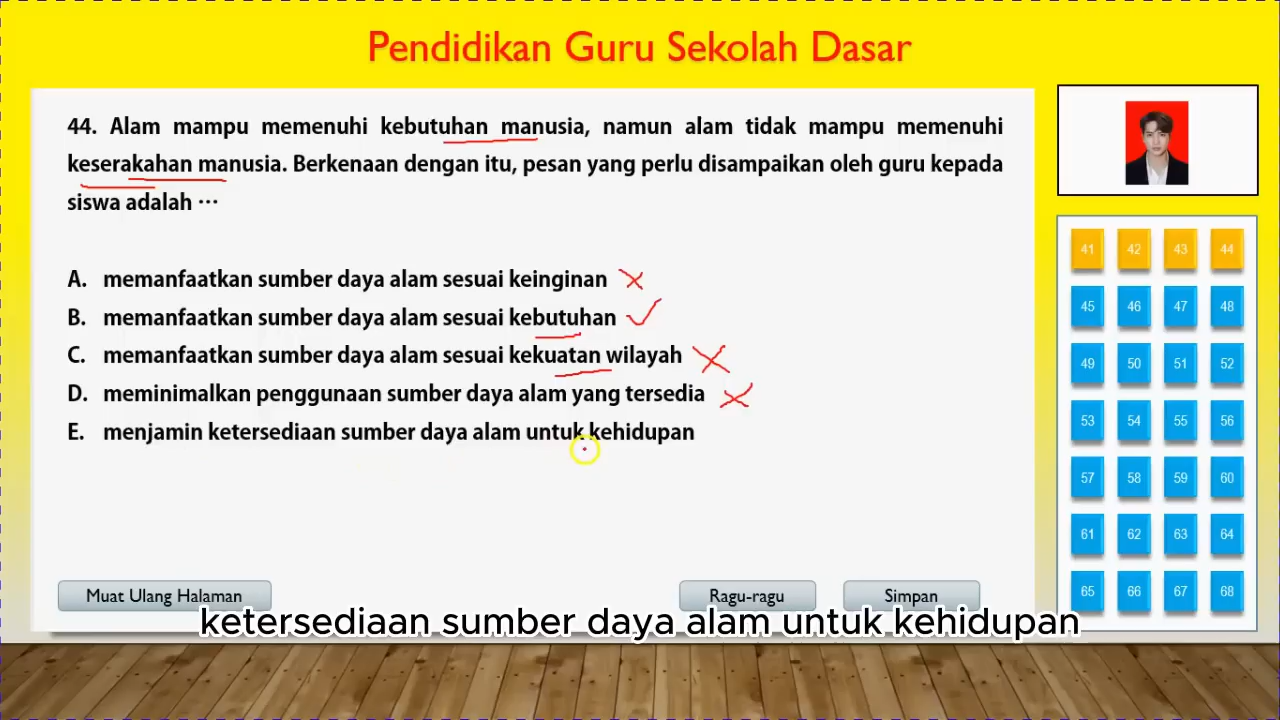 Pendidikan Guru Sekolah Dasar
44. Alam mampu memenuhi kebutuhan manusia, namun alam tidak mampu memenuhi
keserakahan manusia. Berkenaan dengan itu, pesan yang perlu disampaikan oleh guru kepada
siswa adalah ⋯
A. memanfaatkan sumber daya alam sesuai keinginan
B. memanfaatkan sumber daya alam sesuai kebutuhan
C. memanfaatkan sumber daya alam sesuai kekuatan wilayah
D. meminimalkan penggunaan sumber daya alam yang tersedia
E. menjamin ketersediaan sumber daya alam untuk kehidupan
41 42 43 44
45 46 47 48
49 50 51 52
53 54 55 56
57 58 59 60
61 62 63 64
65 66 67 68
Muat Ulang Halaman
Ragu-ragu
Simpan
ketersediaan sumber daya alam untuk kehidupan